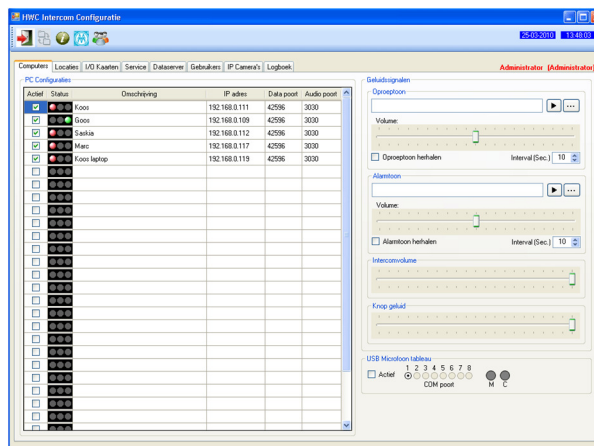 HWC Intercom Configuratie
25-03-2010 13:48:03
Computers Locaties I/O Kaarten Service Dataserver Gebruikers IP Camera's Logboek
Administrator (Administrator)
PC Configuraties
Actief Status Omschrijving IP adres Data poort Audio poort
Koos 192.168.0.111 42596 3030
Goos 192.168.0.109 42596 3030
Saskia 192.168.0.112 42596 3030
Marc 192.168.0.117 42596 3030
Koos laptop 192.168.0.119 42596 3030
Geluidssignalen
Oproeptoon
...
Volume:
Oproeptoon herhalen Interval (Sec.) 10
Alarmtoon
...
Volume:
Alarmtoon herhalen Interval (Sec.) 10
Intercomvolume
Knop geluid
USB Microfoon tableau
1 2 3 4 5 6 7 8
Actief
COM poort M C